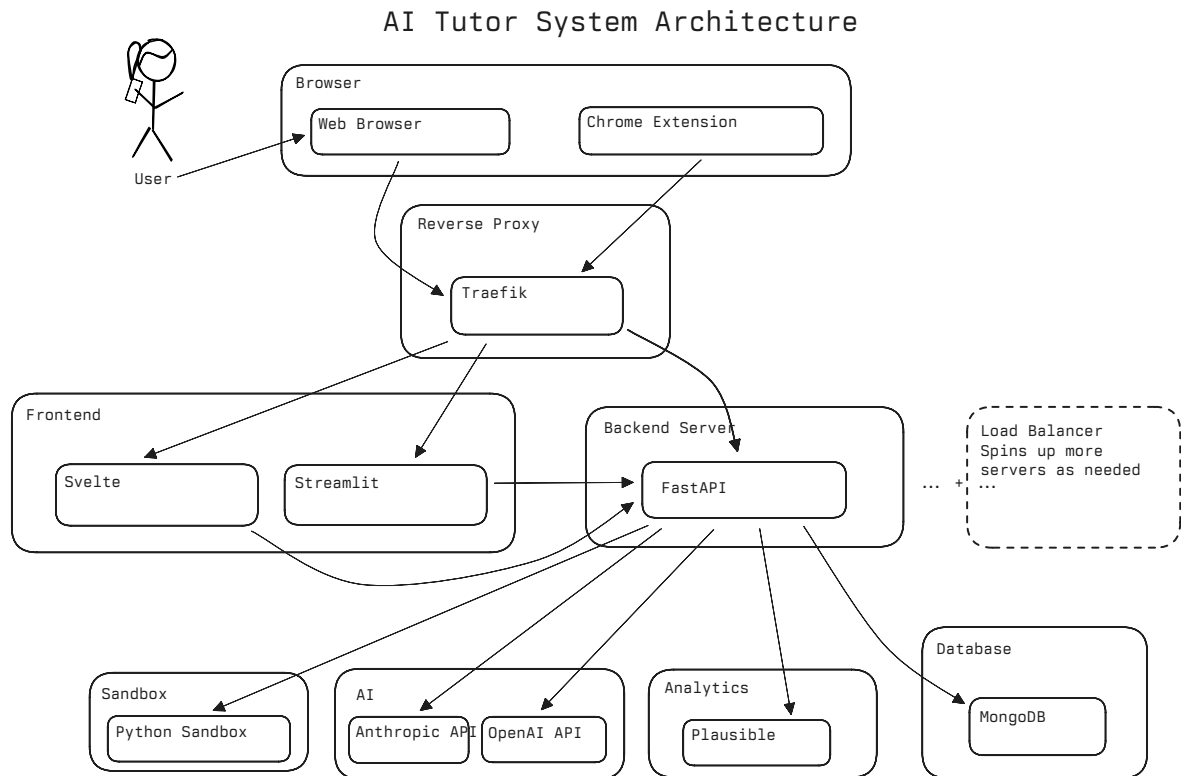 AI Tutor System Architecture
Browser
Web Browser
Chrome Extension
User
Reverse Proxy
Traefik
Frontend
Svelte
Streamlit
Backend Server
FastAPI
... +
Load Balancer
Spins up more
servers as needed
...
Sandbox
Python Sandbox
AI
Anthropic API
OpenAI API
Analytics
Plausible
Database
MongoDB